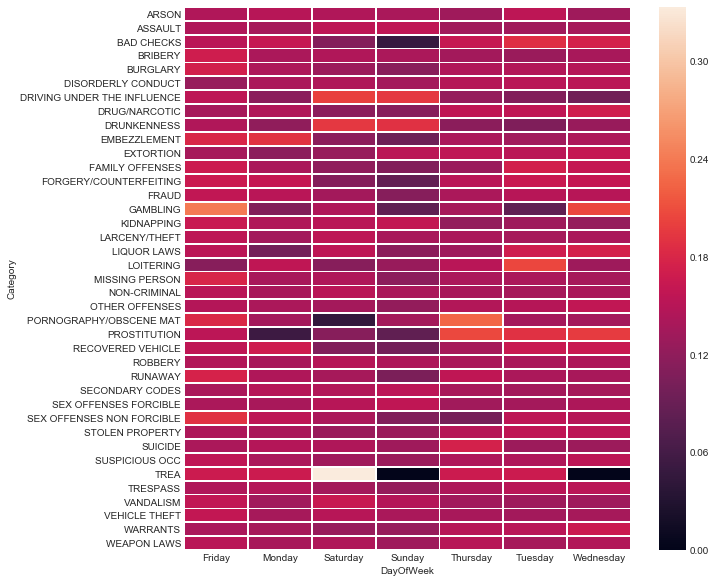 ARSON
ASSAULT
BAD CHECKS
BRIBERY
BURGLARY
DISORDERLY CONDUCT
DRIVING UNDER THE INFLUENCE
DRUG/NARCOTIC
DRUNKENNESS
EMBEZZLEMENT
EXTORTION
FAMILY OFFENSES
FORGERY/COUNTERFEITING
FRAUD
GAMBLING
KIDNAPPING
LARCENY/THEFT
LIQUOR LAWS
LOITERING
MISSING PERSON
NON-CRIMINAL
OTHER OFFENSES
PORNOGRAPHY/OBSCENE MAT
PROSTITUTION
RECOVERED VEHICLE
ROBBERY
RUNAWAY
SECONDARY CODES
SEX OFFENSES FORCIBLE
SEX OFFENSES NON FORCIBLE
STOLEN PROPERTY
SUICIDE
SUSPICIOUS OCC
TREA
TRESPASS
VANDALISM
VEHICLE THEFT
WARRANTS
WEAPON LAWS
Category
Friday Monday Saturday Sunday Thursday Tuesday Wednesday
DayOfWeek
0.30
0.24
0.18
0.12
0.06
0.00